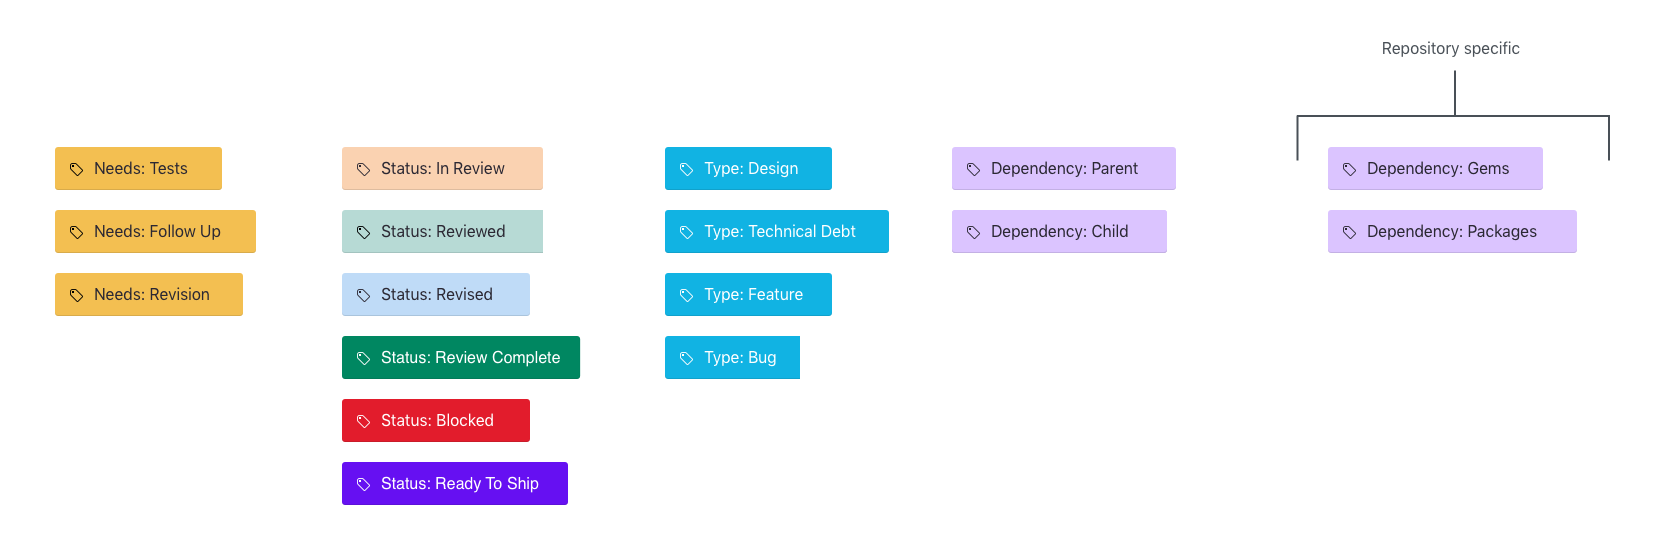 Repository specific
Needs: Tests
Needs: Follow Up
Needs: Revision
Status: In Review
Status: Reviewed
Status: Revised
Status: Review Complete
Status: Blocked
Status: Ready To Ship
Type: Design
Type: Technical Debt
Type: Feature
Type: Bug
Dependency: Parent
Dependency: Child
Dependency: Gems
Dependency: Packages